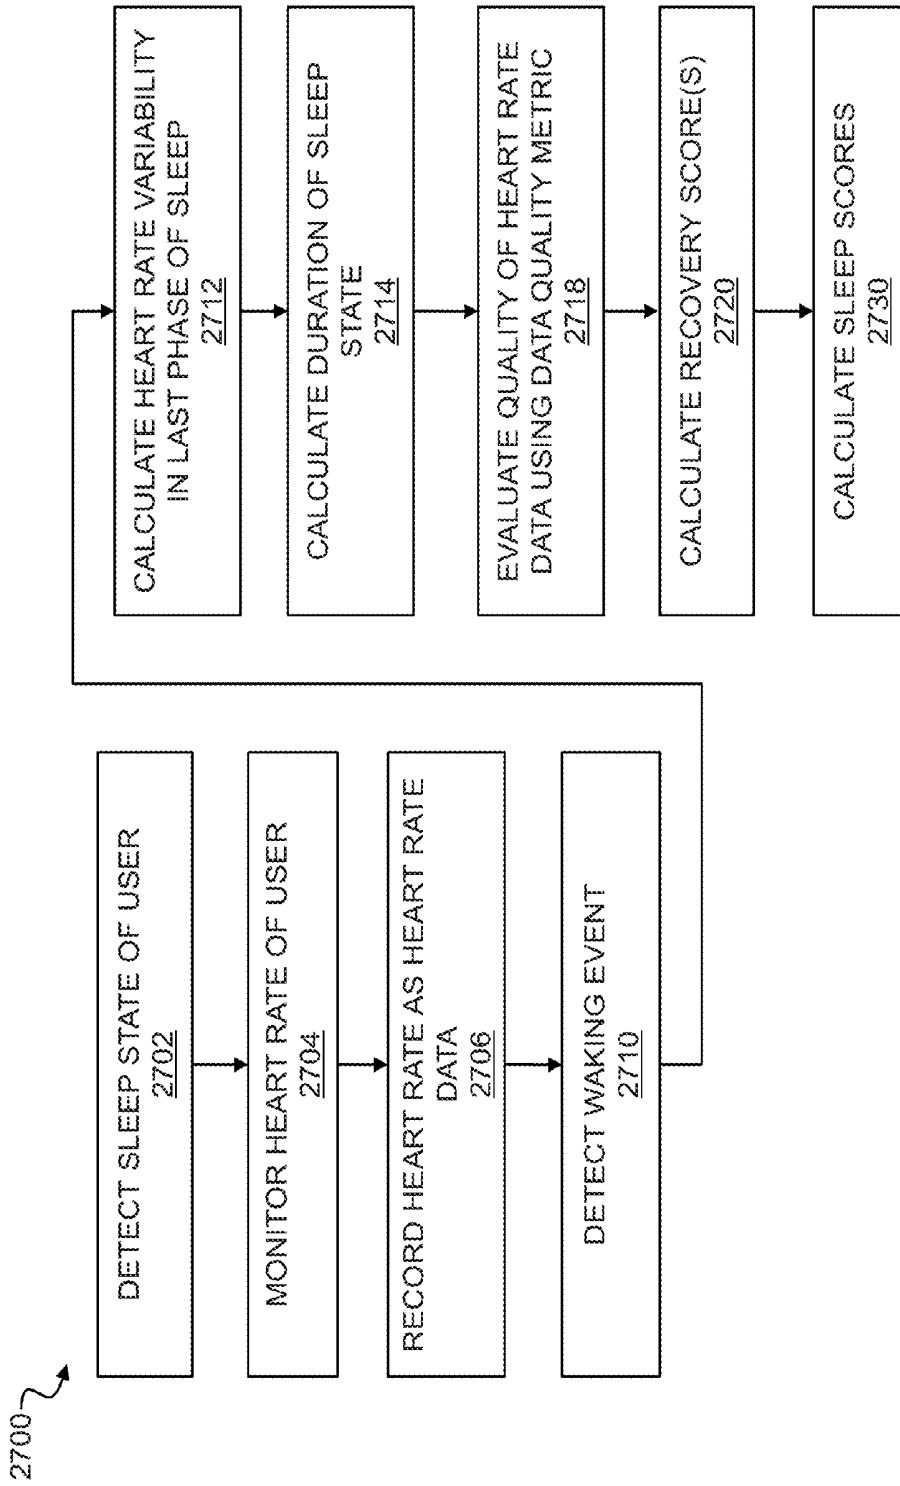 2700
DETECT SLEEP STATE OF USER
2702
MONITOR HEART RATE OF USER
2704
RECORD HEART RATE AS HEART RATE
DATA
2706
DETECT WAKING EVENT
2710
CALCULATE HEART RATE VARIABILITY
IN LAST PHASE OF SLEEP
2712
CALCULATE DURATION OF SLEEP
STATE
2714
EVALUATE QUALITY OF HEART RATE
DATA USING DATA QUALITY METRIC
2718
CALCULATE RECOVERY SCORE(S)
2720
CALCULATE SLEEP SCORES
2730